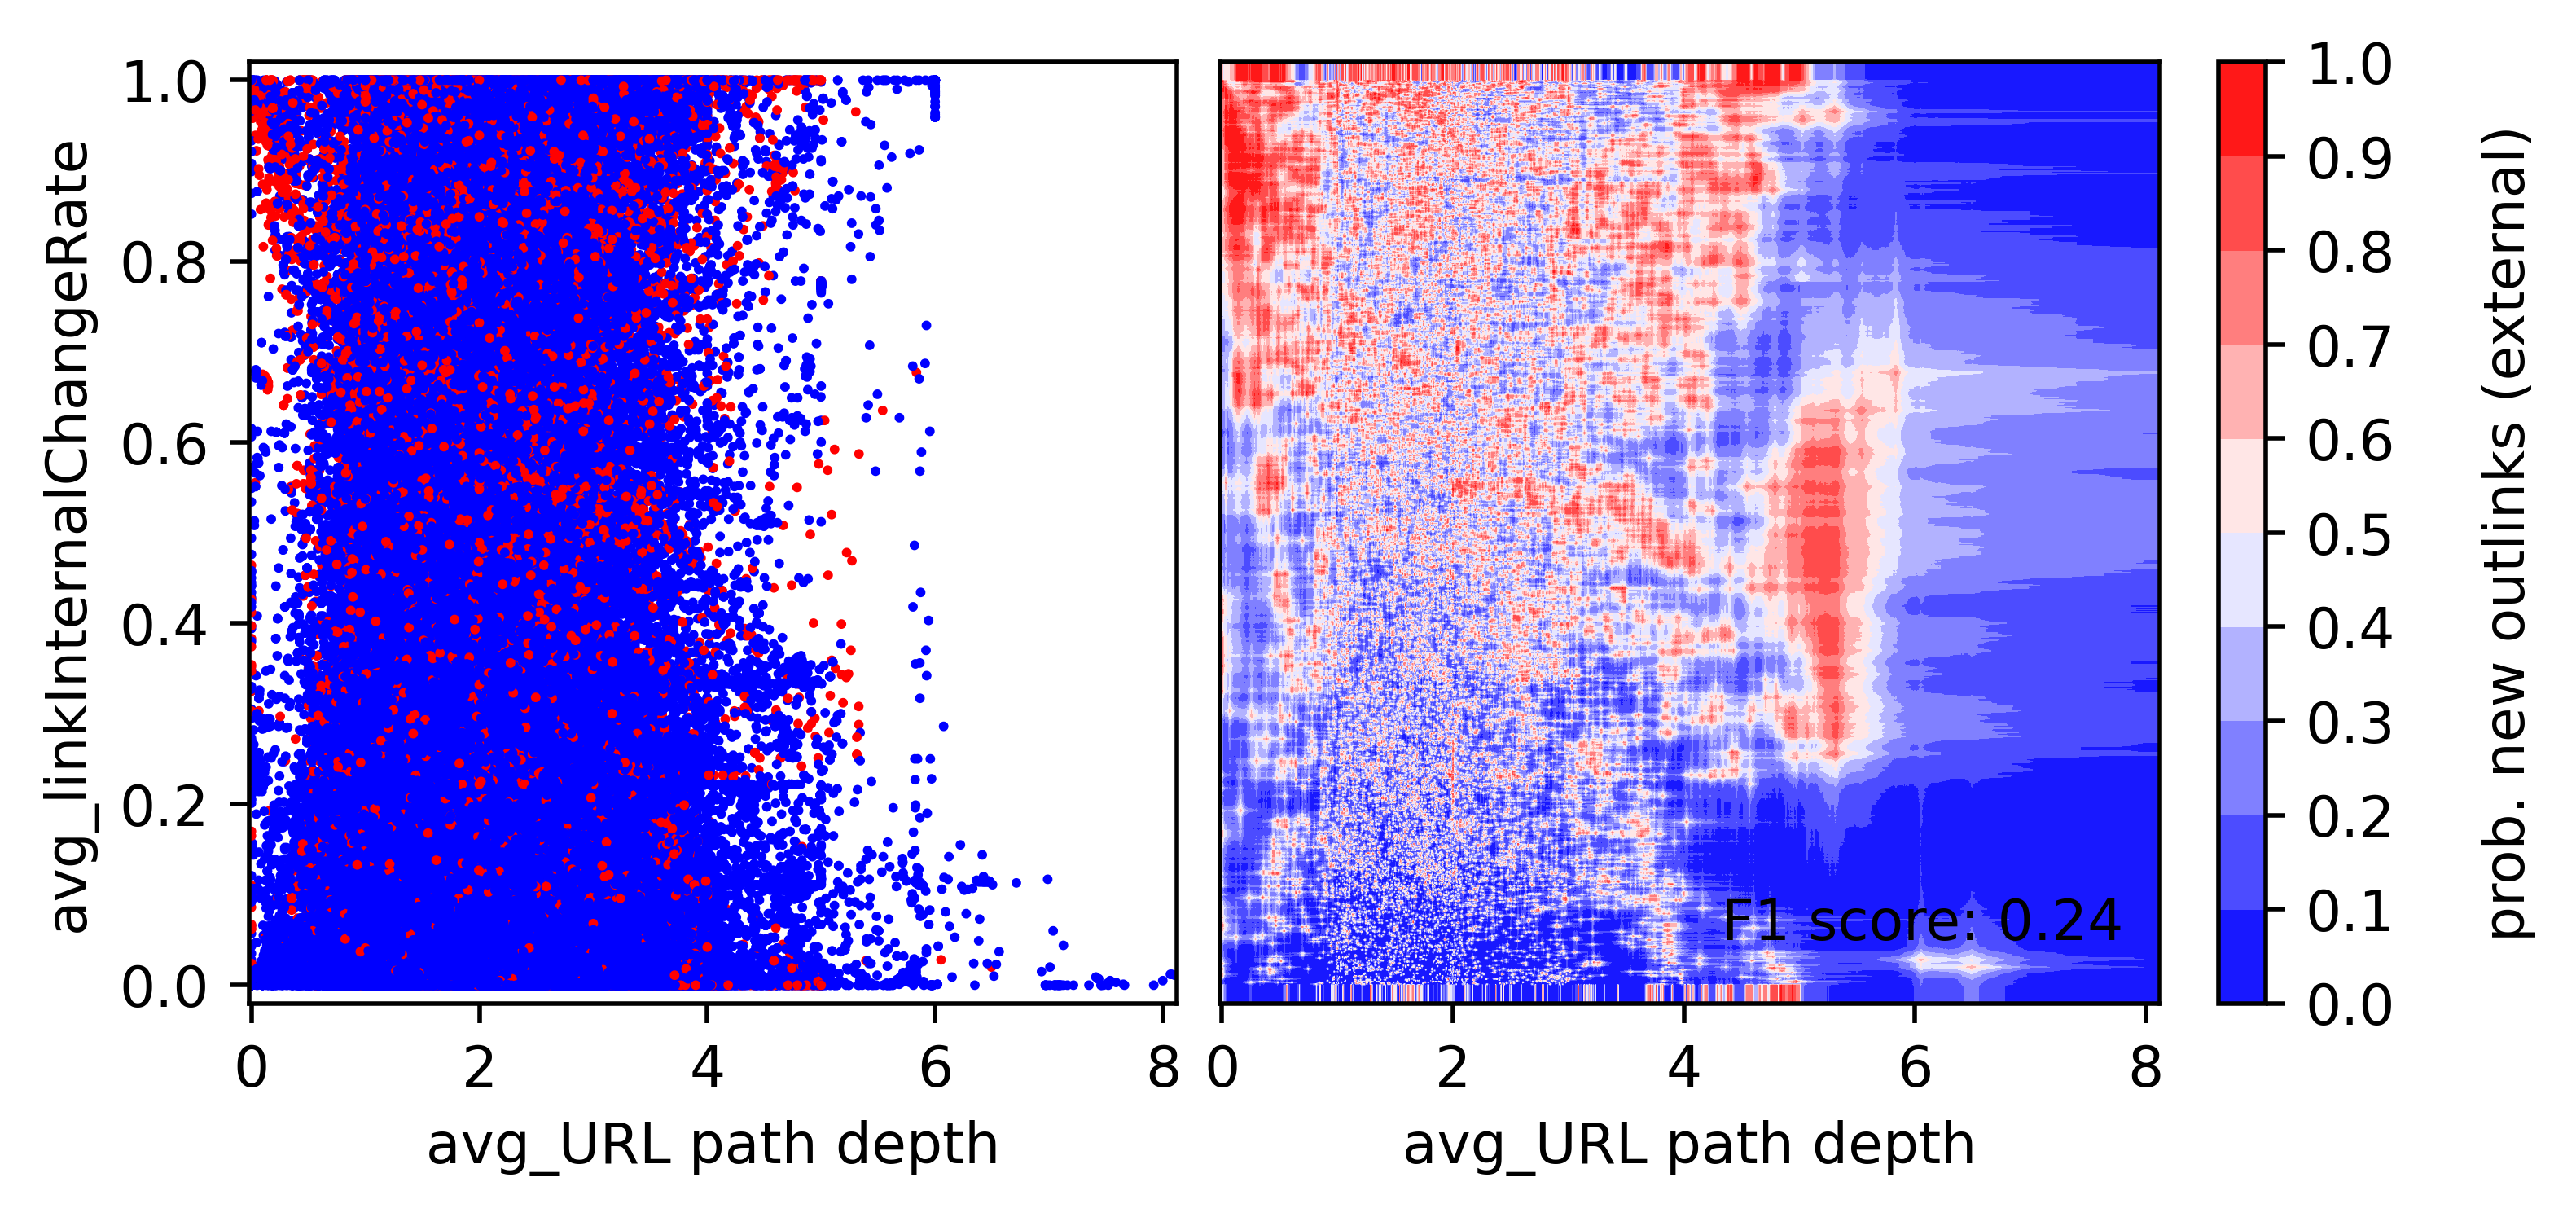 avg_linkInternalChangeRate
1.0
0.8
0.6
0.4
0.2
0.0
0 2 4 6 8
avg_URL path depth
F1 score: 0.24
0 2 4 6 8
avg_URL path depth
1.0
0.9
0.8
0.7
0.6
0.5
0.4
0.3
0.2
0.1
0.0
prob. new outlinks (external)